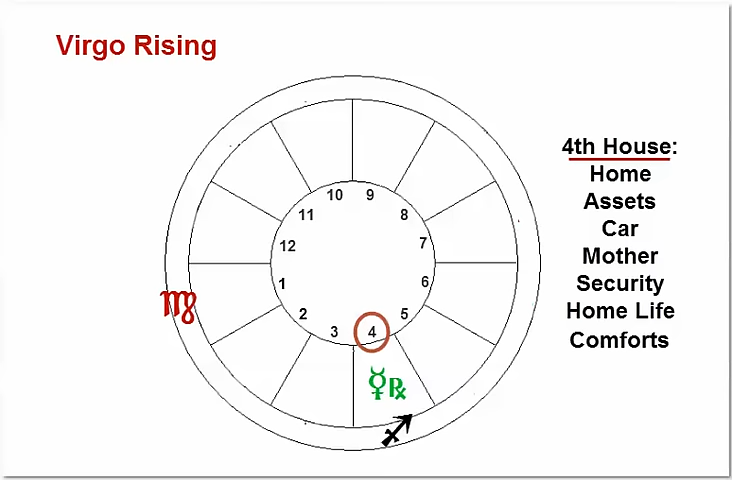 Virgo Rising
4th House:
Home
Assets
Car
Mother
Security
Home Life
Comforts
10 9
11 8
12 7
1 6
2 5
3 4
♍
☿℞
♐